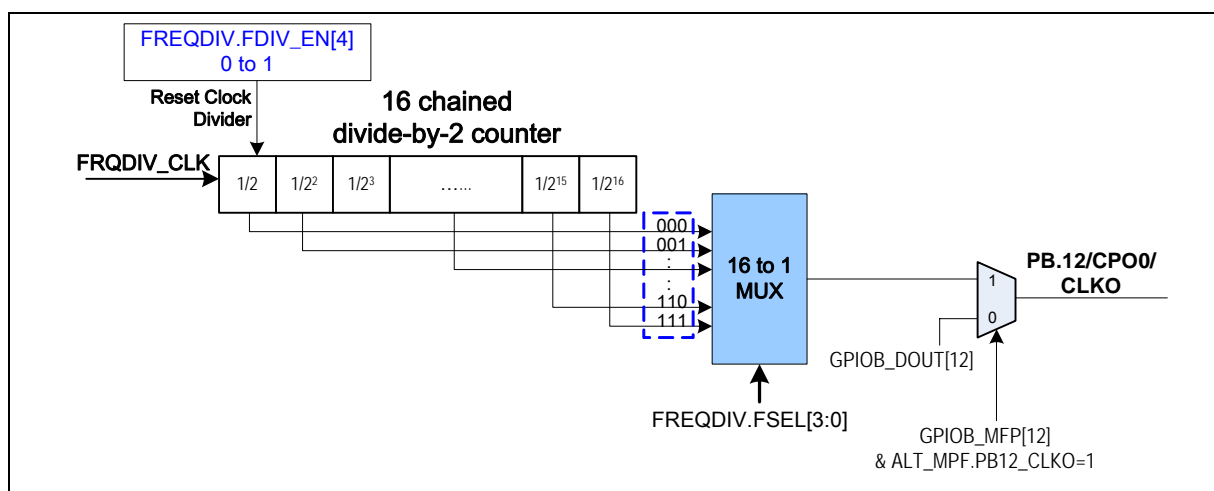 FREQDIV.FDIV_EN[4]
0 to 1
Reset Clock
Divider
16 chained
divide-by-2 counter
FRQDIV_CLK
1/2
1/2²
1/2³
…...
1/2¹⁵
1/2¹⁶
000
001
:
:
110
111
16 to 1
MUX
FREQDIV.FSEL[3:0]
1
0
PB.12/CPO0/
CLKO
GPIOB_DOUT[12]
GPIOB_MFP[12]
& ALT_MPF.PB12_CLKO=1